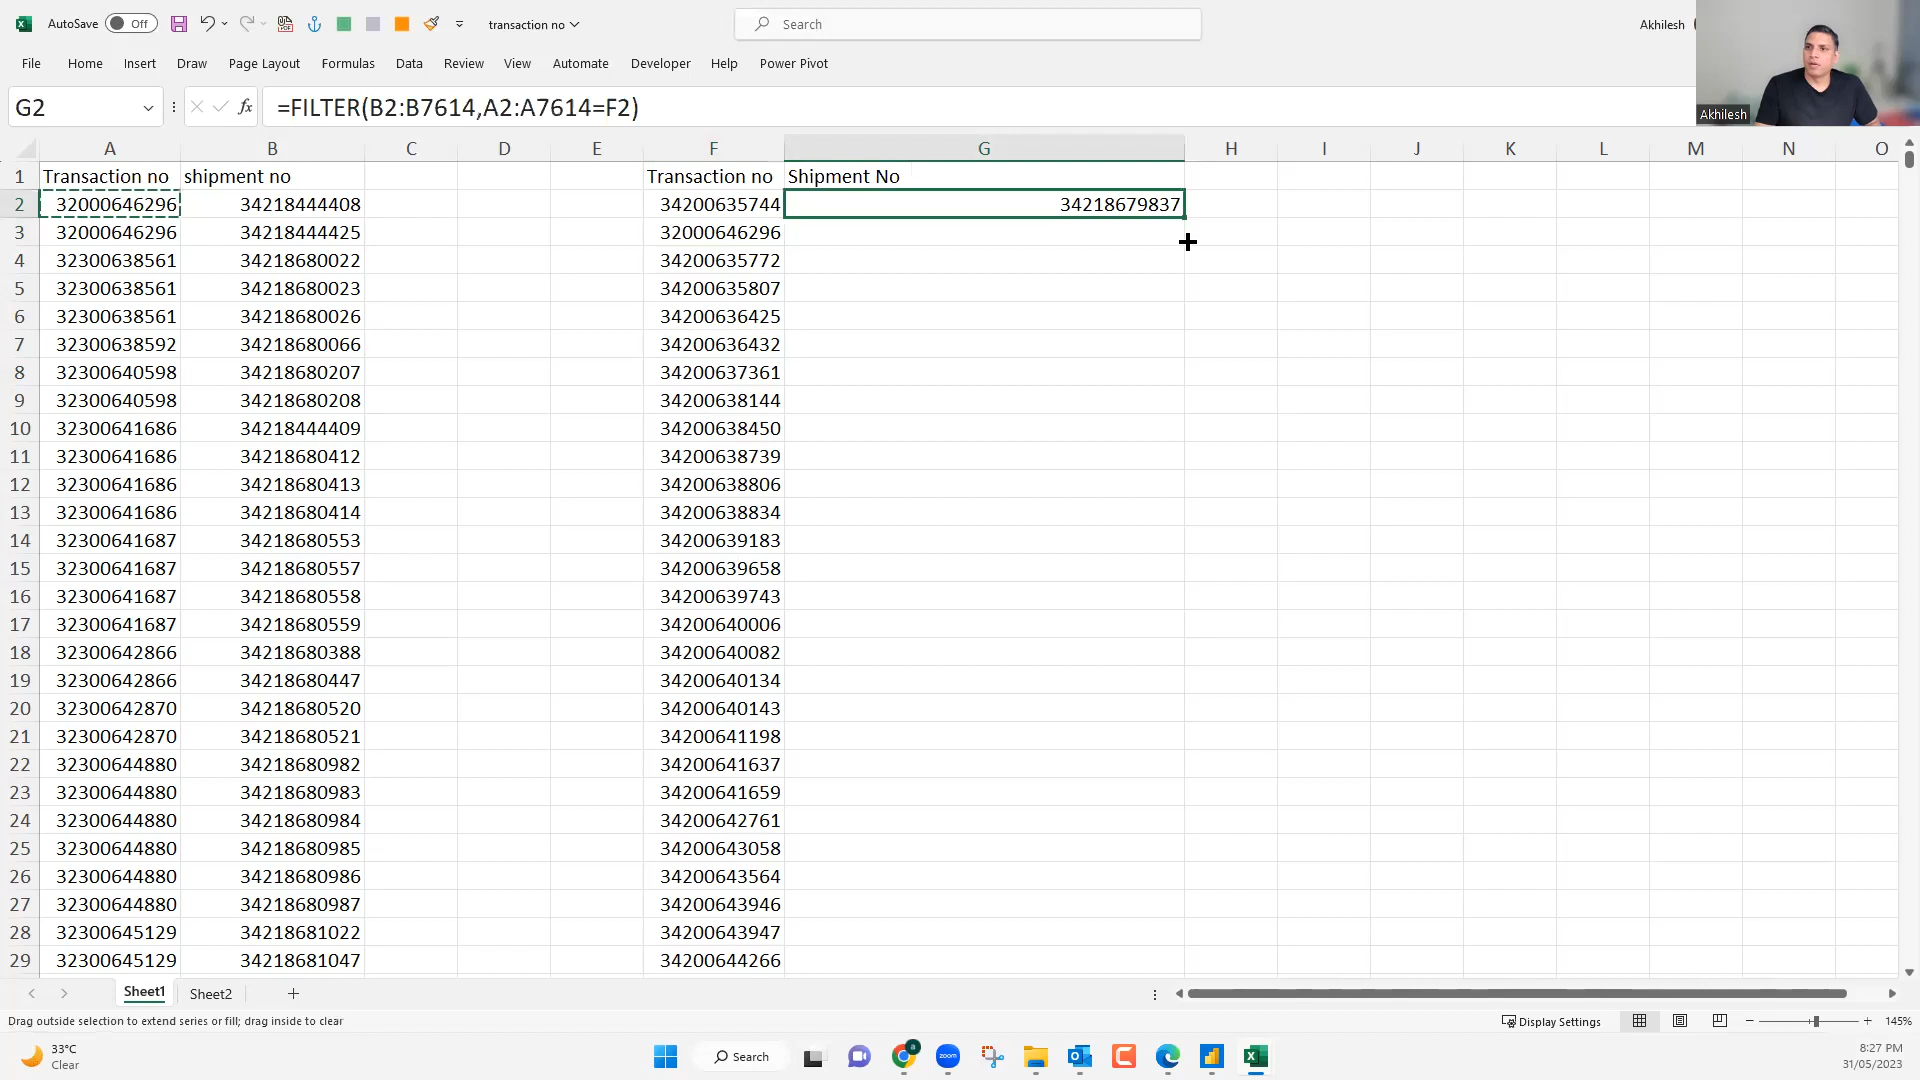 AutoSave Off transaction no Search Akhilesh
File Home Insert Draw Page Layout Formulas Data Review View Automate Developer Help Power Pivot
Akhilesh
G2 fx =FILTER(B2:B7614,A2:A7614=F2)
A B C D E F G H I J K L M N O
1 Transaction no shipment no Transaction no Shipment No
2 32000646296 34218444408 34200635744 34218679837
3 32000646296 34218444425 32000646296
4 32300638561 34218680022 34200635772
5 32300638561 34218680023 34200635807
6 32300638561 34218680026 34200636425
7 32300638592 34218680066 34200636432
8 32300640598 34218680207 34200637361
9 32300640598 34218680208 34200638144
10 32300641686 34218444409 34200638450
11 32300641686 34218680412 34200638739
12 32300641686 34218680413 34200638806
13 32300641686 34218680414 34200638834
14 32300641687 34218680553 34200639183
15 32300641687 34218680557 34200639658
16 32300641687 34218680558 34200639743
17 32300641687 34218680559 34200640006
18 32300642866 34218680388 34200640082
19 32300642866 34218680447 34200640134
20 32300642870 34218680520 34200640143
21 32300642870 34218680521 34200641198
22 32300644880 34218680982 34200641637
23 32300644880 34218680983 34200641659
24 32300644880 34218680984 34200642761
25 32300644880 34218680985 34200643058
26 32300644880 34218680986 34200643564
27 32300644880 34218680987 34200643946
28 32300645129 34218681022 34200643947
29 32300645129 34218681047 34200644266
Sheet1 Sheet2
Drag outside selection to extend series or fill; drag inside to clear Display Settings 145%
33°C
Clear
Search
zoom
8:27 PM
31/05/2023